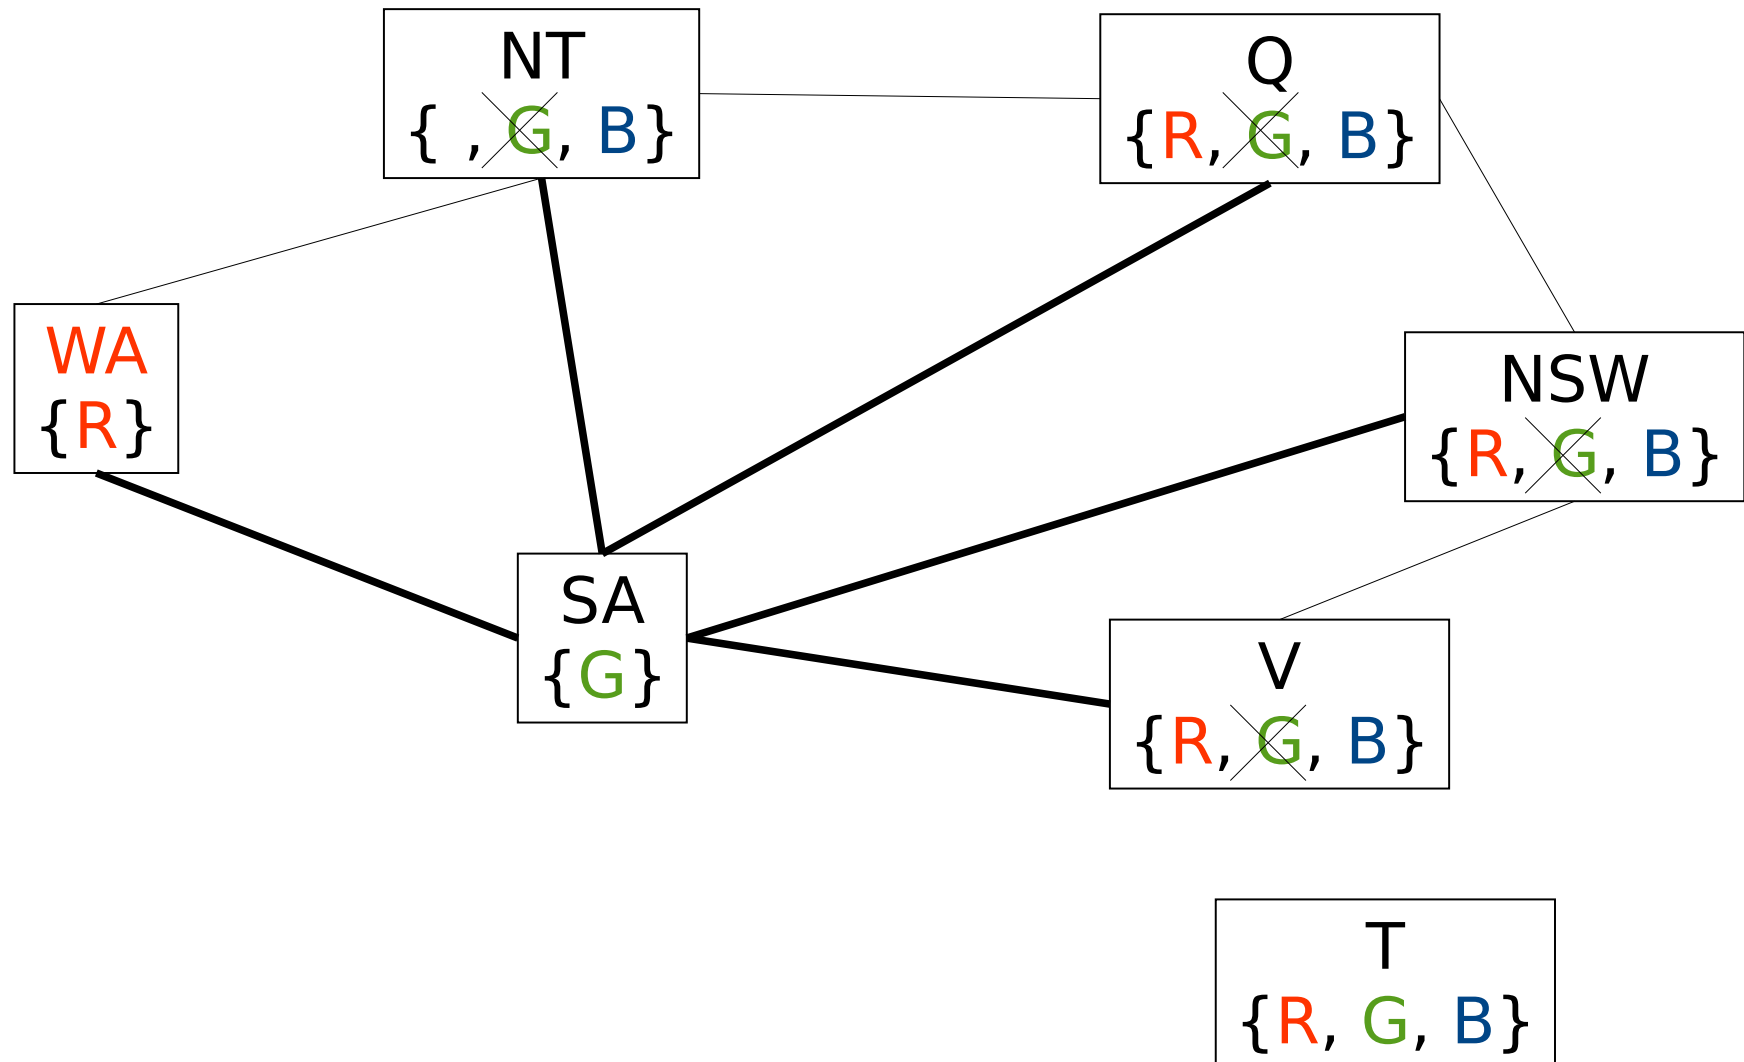 NT
{ , G, B}
Q
{R, G, B}
WA
{R}
NSW
{R, G, B}
SA
{G}
V
{R, G, B}
T
{R, G, B}